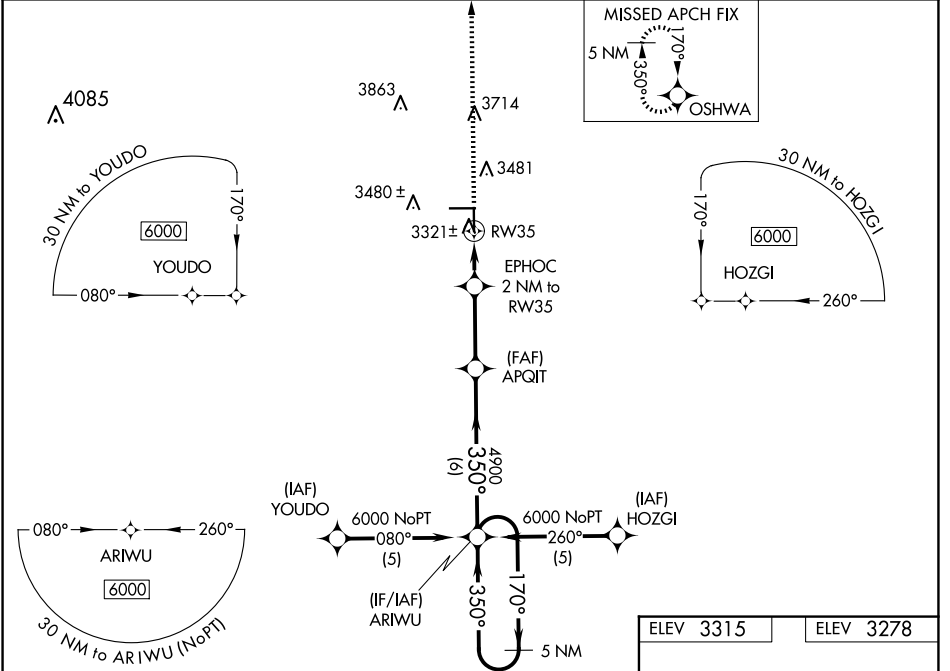 MISSED APCH FIX
5 NM
170°
350°
OSHWA
4085
3863
3714
3481
3480 ±
3321±
RW35
30 NM to YOUDO
170°
6000
YOUDO
080°
EPHOC
2 NM to
RW35
30 NM to HOZGI
170°
6000
HOZGI
260°
(FAF)
APQIT
4900
350°
(6)
(IAF)
YOUDO
6000 NoPT
080°
(5)
6000 NoPT
260°
(5)
(IAF)
HOZGI
080°
260°
ARIWU
6000
30 NM to ARIWU (NoPT)
(IF/IAF)
ARIWU
350°
170°
5 NM
ELEV 3315
ELEV 3278